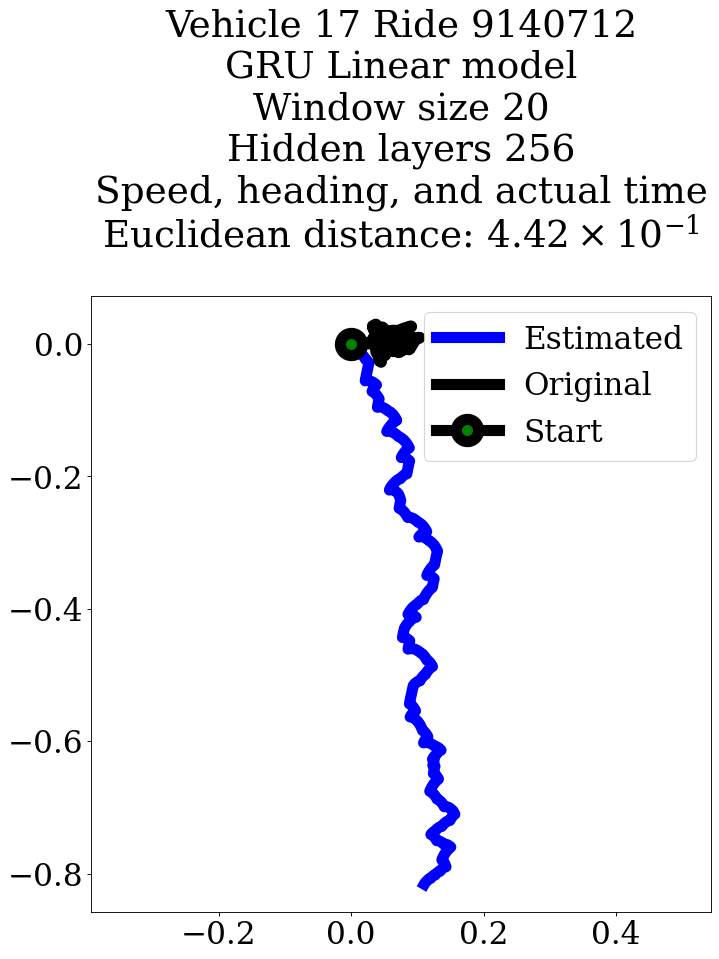 Vehicle 17 Ride 9140712
GRU Linear model
Window size 20
Hidden layers 256
Speed, heading, and actual time
Euclidean distance: 4.42 × 10⁻¹
Estimated
Original
Start
0.0
−0.2
−0.4
−0.6
−0.8
−0.2 0.0 0.2 0.4